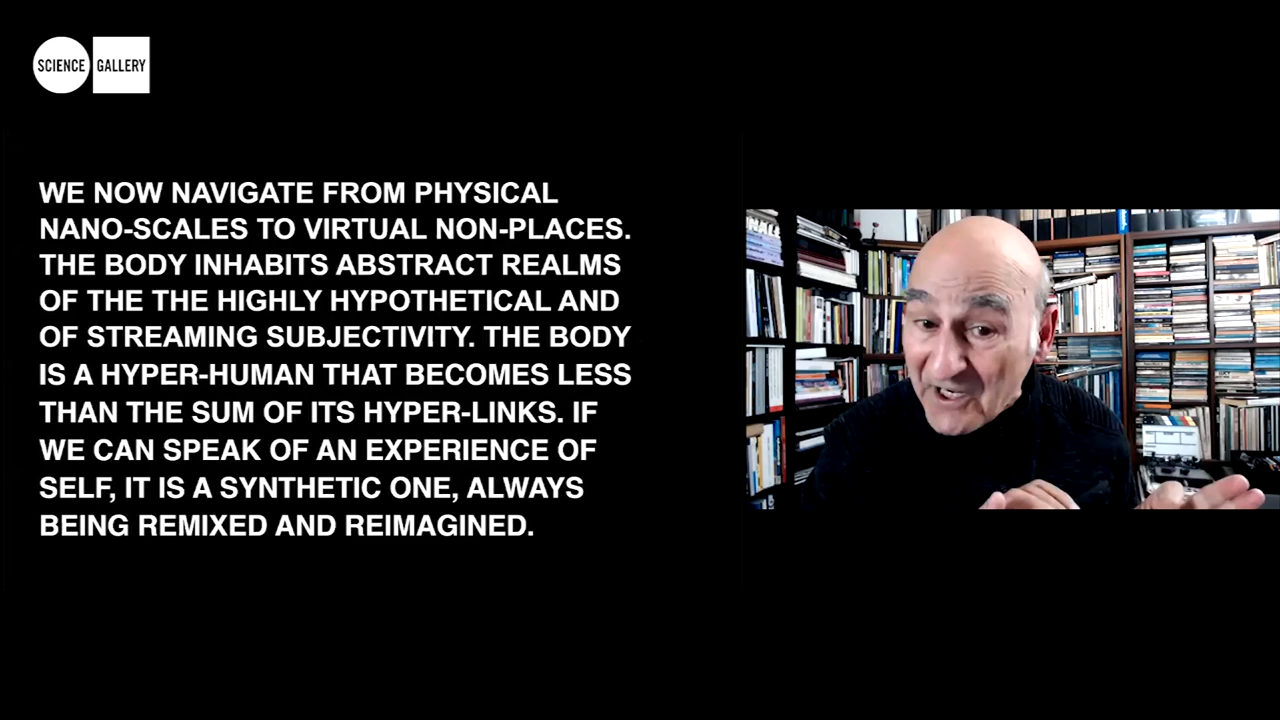 SCIENCE GALLERY
WE NOW NAVIGATE FROM PHYSICAL
NANO-SCALES TO VIRTUAL NON-PLACES.
THE BODY INHABITS ABSTRACT REALMS
OF THE THE HIGHLY HYPOTHETICAL AND
OF STREAMING SUBJECTIVITY. THE BODY
IS A HYPER-HUMAN THAT BECOMES LESS
THAN THE SUM OF ITS HYPER-LINKS. IF
WE CAN SPEAK OF AN EXPERIENCE OF
SELF, IT IS A SYNTHETIC ONE, ALWAYS
BEING REMIXED AND REIMAGINED.